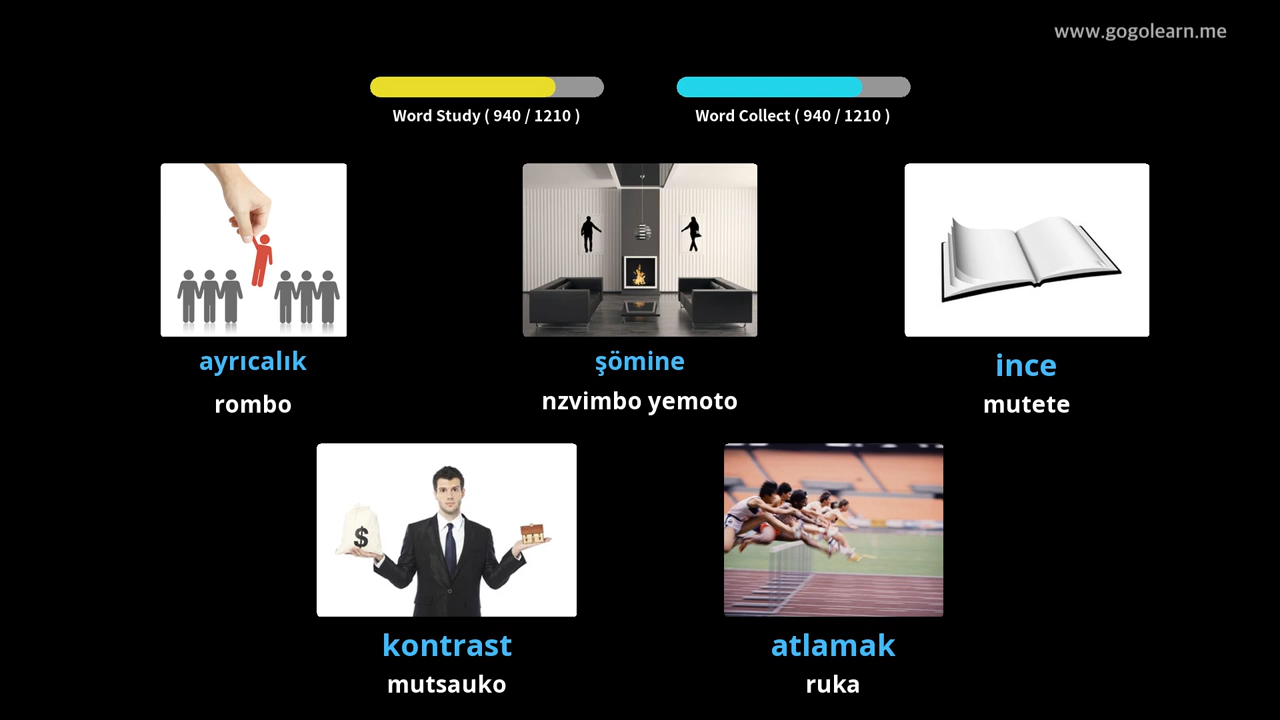 www.gogolearn.me
Word Study ( 940 / 1210 )
Word Collect ( 940 / 1210 )
ayrıcalık
rombo
şömine
nzvimbo yemoto
ince
mutete
$
kontrast
mutsauko
atlamak
ruka